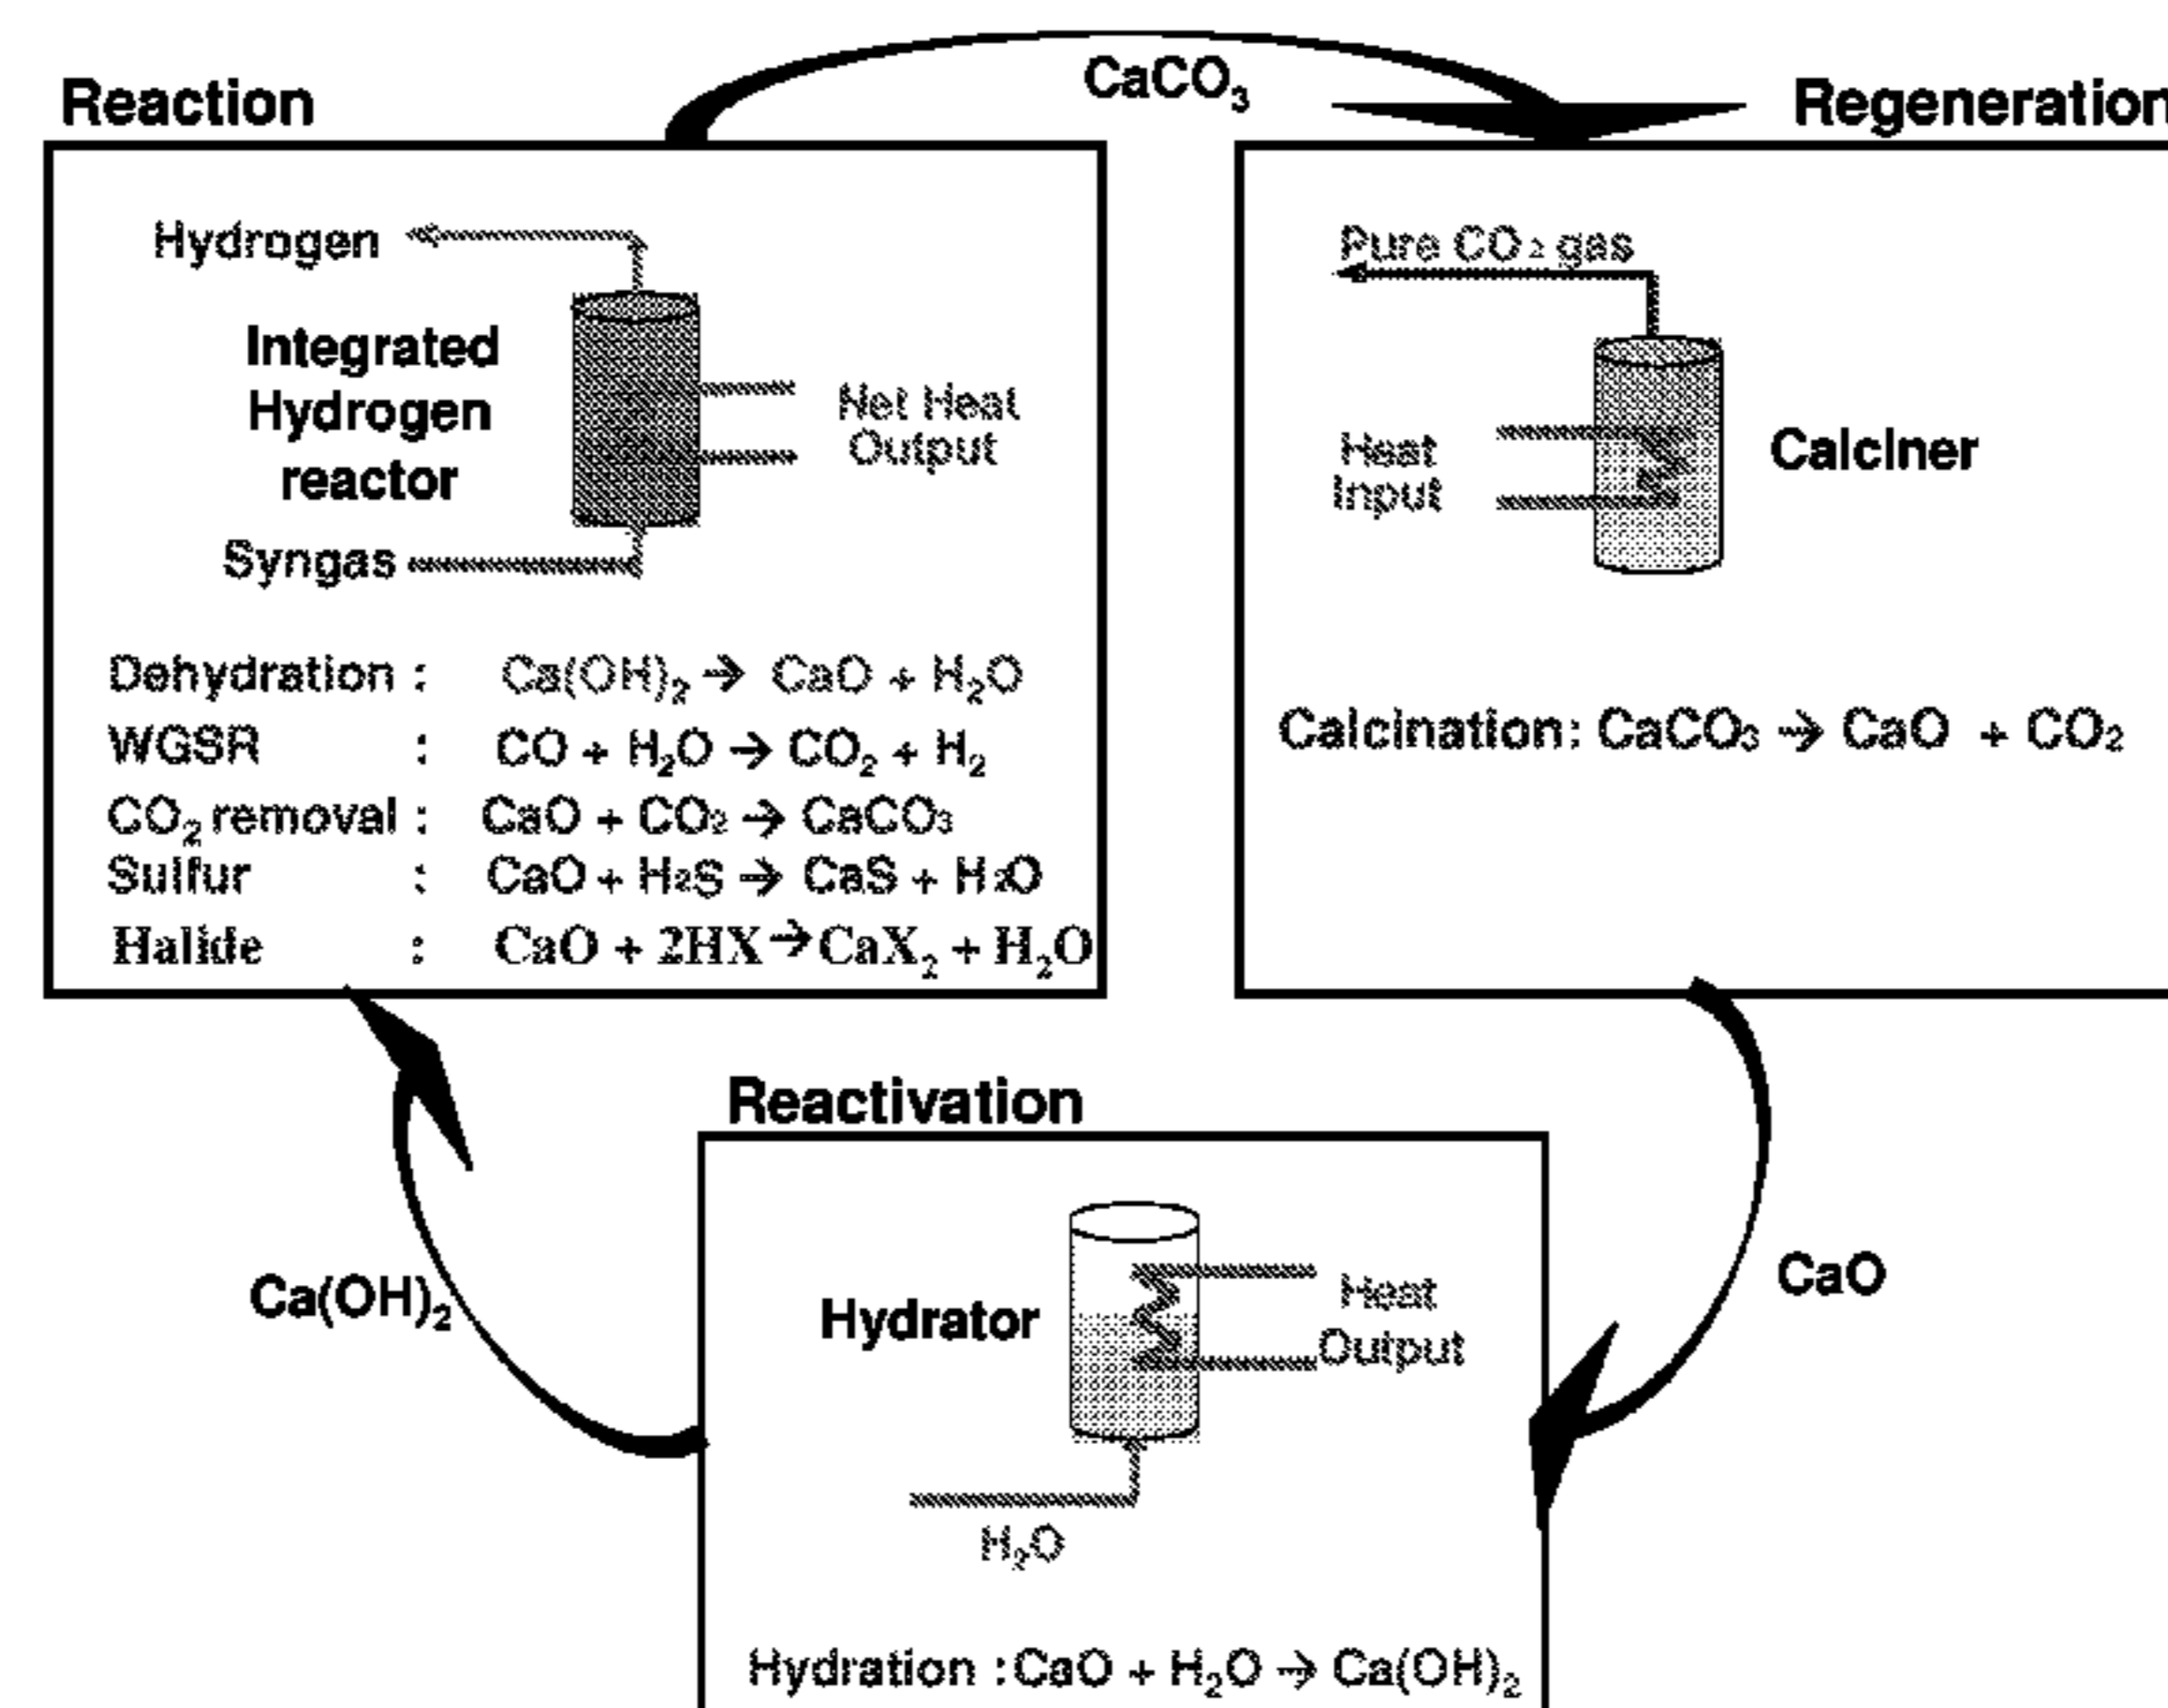 CaCO₃
Reaction
Regeneration
Hydrogen
Integrated
Hydrogen
reactor
Net Heat
Output
Syngas
Dehydration : Ca(OH)₂ → CaO + H₂O
WGSR : CO + H₂O → CO₂ + H₂
CO₂ removal : CaO + CO₂ → CaCO₃
Sulfur : CaO + H₂S → CaS + H₂O
Halide : CaO + 2HX → CaX₂ + H₂O
Pure CO₂ gas
Heat
Input
Calciner
Calcination: CaCO₃ → CaO + CO₂
Reactivation
Ca(OH)₂
Hydrator
Heat
Output
CaO
H₂O
Hydration : CaO + H₂O → Ca(OH)₂